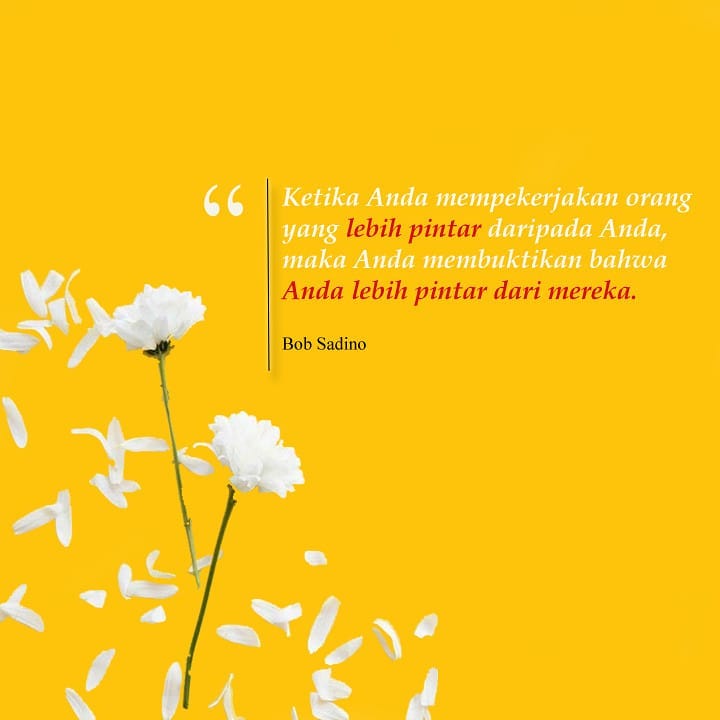 “
Ketika Anda mempekerjakan orang
yang lebih pintar daripada Anda,
maka Anda membuktikan bahwa
Anda lebih pintar dari mereka.
Bob Sadino